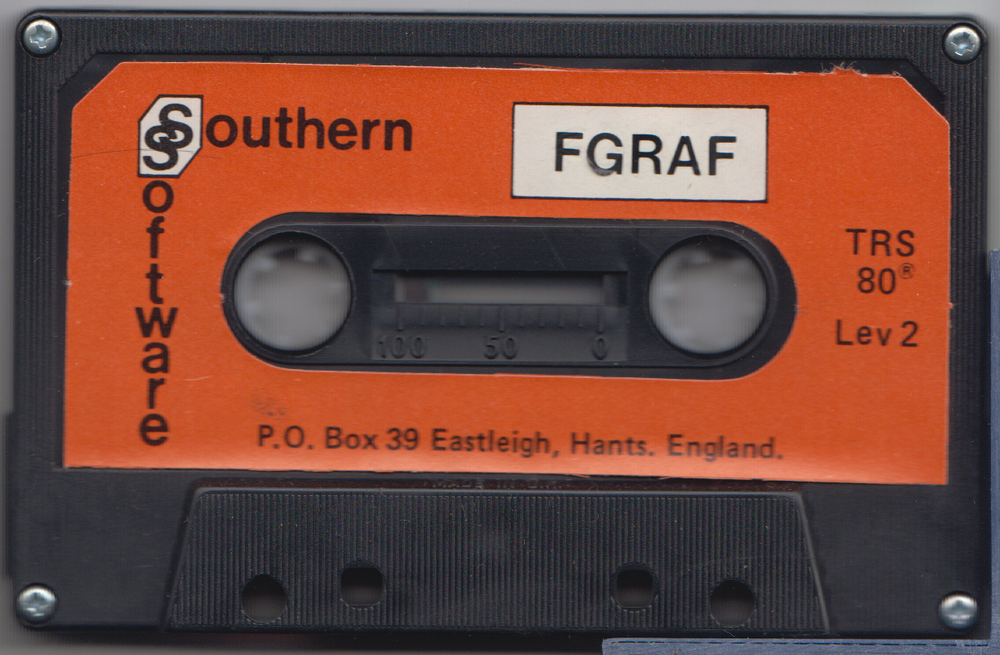 Southern
Software
FGRAF
TRS
80®
Lev 2
100 50 0
P.O. Box 39 Eastleigh, Hants. England.